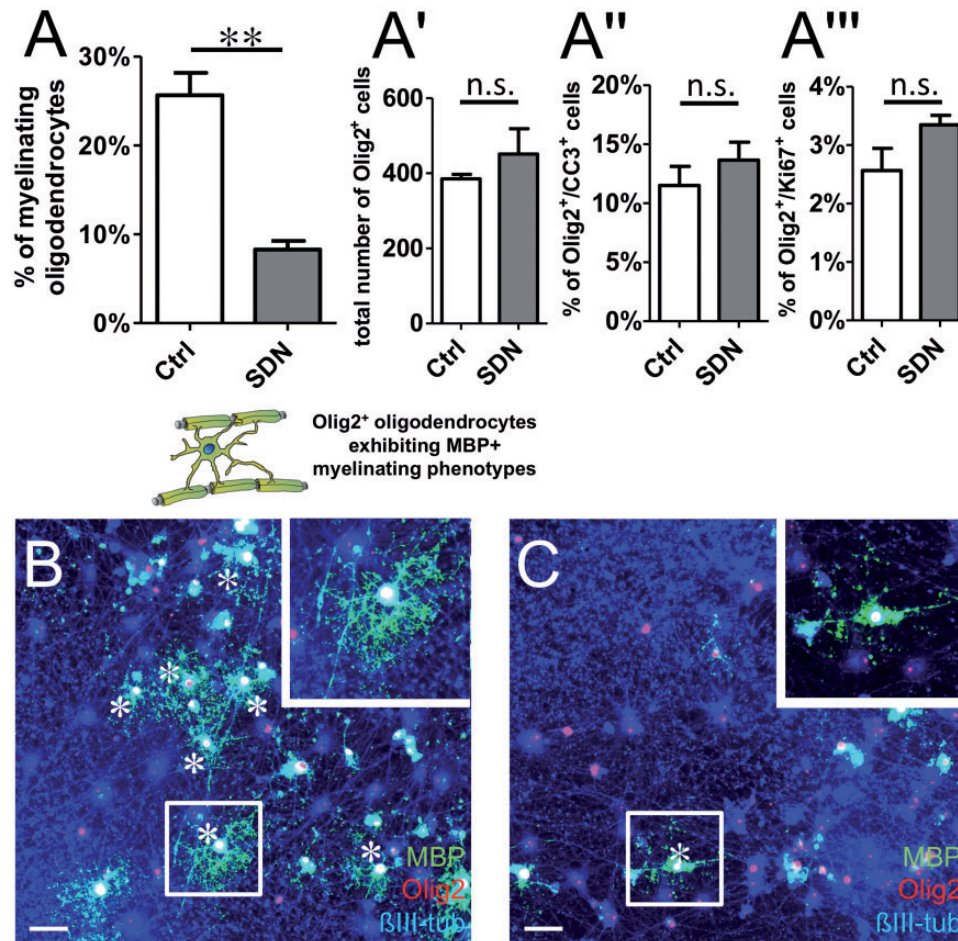 A
% of myelinating
oligodendrocytes
30%
20%
10%
0%
**
Ctrl
SDN
A'
total number of Olig2⁺ cells
600
400
200
0
n.s.
Ctrl
SDN
A''
% of Olig2⁺/CC3⁺ cells
20%
15%
10%
5%
0%
n.s.
Ctrl
SDN
A'''
% of Olig2⁺/Ki67⁺ cells
4%
3%
2%
1%
0%
n.s.
Ctrl
SDN
Olig2⁺ oligodendrocytes
exhibiting MBP+
myelinating phenotypes
B
*
*
*
*
*
*
*
MBP
Olig2
ßIII-tub
C
*
MBP
Olig2
ßIII-tub